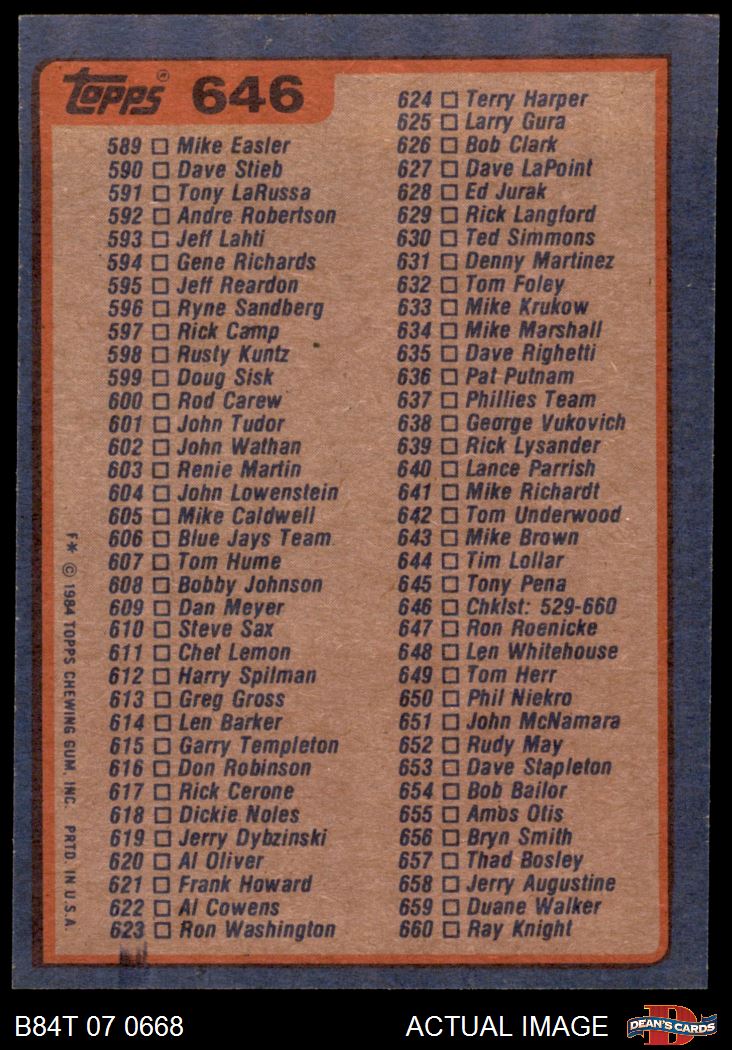 Topps® 646
589 Mike Easler
590 Dave Stieb
591 Tony LaRussa
592 Andre Robertson
593 Jeff Lahti
594 Gene Richards
595 Jeff Reardon
596 Ryne Sandberg
597 Rick Camp
598 Rusty Kuntz
599 Doug Sisk
600 Rod Carew
601 John Tudor
602 John Wathan
603 Renie Martin
604 John Lowenstein
605 Mike Caldwell
606 Blue Jays Team
607 Tom Hume
608 Bobby Johnson
609 Dan Meyer
610 Steve Sax
611 Chet Lemon
612 Harry Spilman
613 Greg Gross
614 Len Barker
615 Garry Templeton
616 Don Robinson
617 Rick Cerone
618 Dickie Noles
619 Jerry Dybzinski
620 Al Oliver
621 Frank Howard
622 Al Cowens
623 Ron Washington
624 Terry Harper
625 Larry Gura
626 Bob Clark
627 Dave LaPoint
628 Ed Jurak
629 Rick Langford
630 Ted Simmons
631 Denny Martinez
632 Tom Foley
633 Mike Krukow
634 Mike Marshall
635 Dave Righetti
636 Pat Putnam
637 Phillies Team
638 George Vukovich
639 Rick Lysander
640 Lance Parrish
641 Mike Richardt
642 Tom Underwood
643 Mike Brown
644 Tim Lollar
645 Tony Pena
646 Chklst: 529-660
647 Ron Roenicke
648 Len Whitehouse
649 Tom Herr
650 Phil Niekro
651 John McNamara
652 Rudy May
653 Dave Stapleton
654 Bob Bailor
655 Amos Otis
656 Bryn Smith
657 Thad Bosley
658 Jerry Augustine
659 Duane Walker
660 Ray Knight
F* © 1984 TOPPS CHEWING GUM, INC. PRTD. IN U.S.A.
B84T 07 0668
ACTUAL IMAGE
D
DEAN'S CARDS